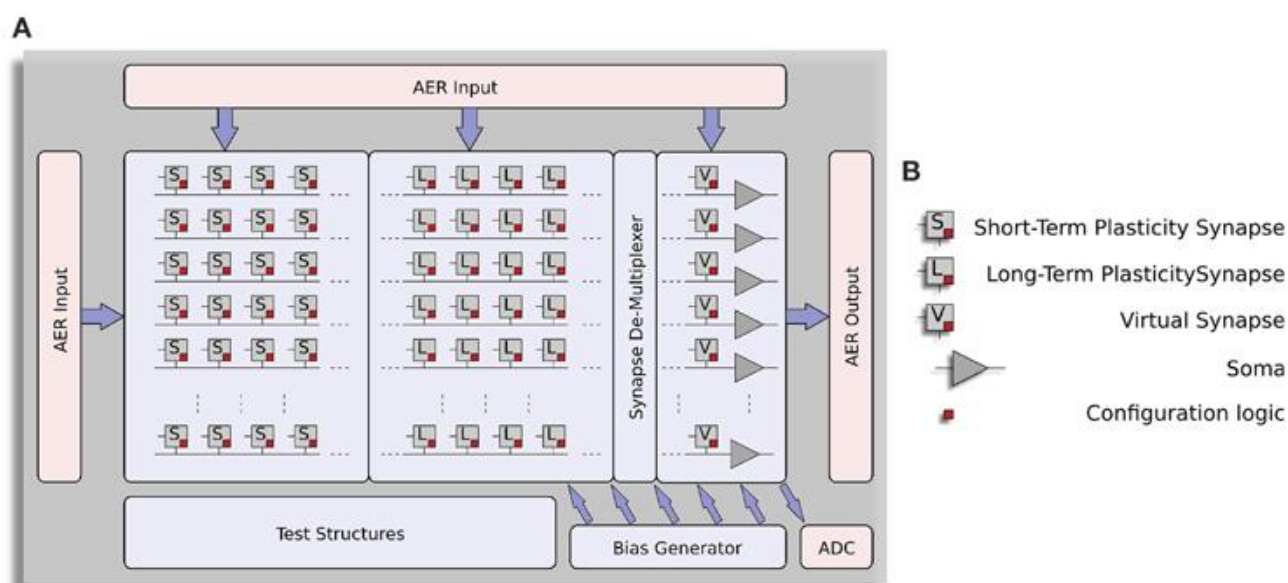 A
AER Input
AER Input
S S S S L L L L V
S S S S L L L L V
S S S S L L L L V
S S S S L L L L V
S S S S L L L L V
S S S S L L L L V
Synapse De-Multiplexer
AER Output
Test Structures
Bias Generator
ADC
B
S Short-Term Plasticity Synapse
L Long-Term PlasticitySynapse
V Virtual Synapse
Soma
Configuration logic